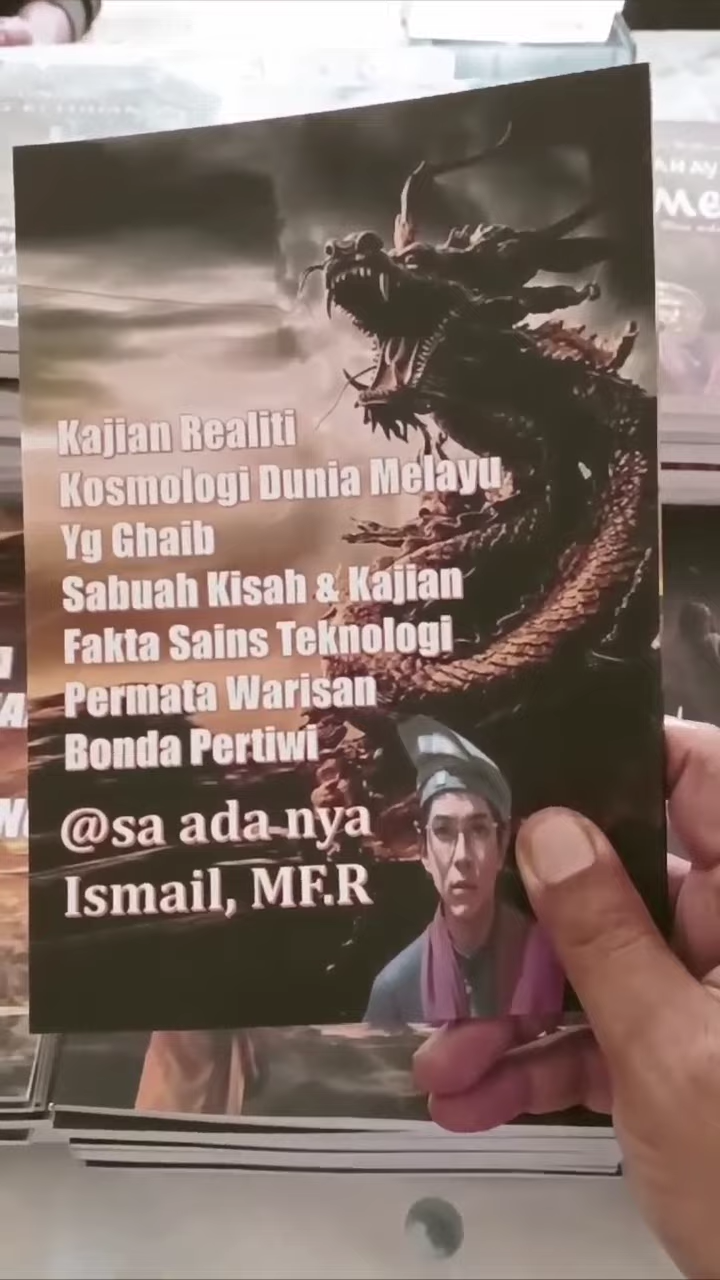 Kajian Realiti
Kosmologi Dunia Melayu
Yg Ghaib
Sabuah Kisah & Kajian
Fakta Sains Teknologi
Permata Warisan
Bonda Pertiwi
@sa ada nya
Ismail, MF.R